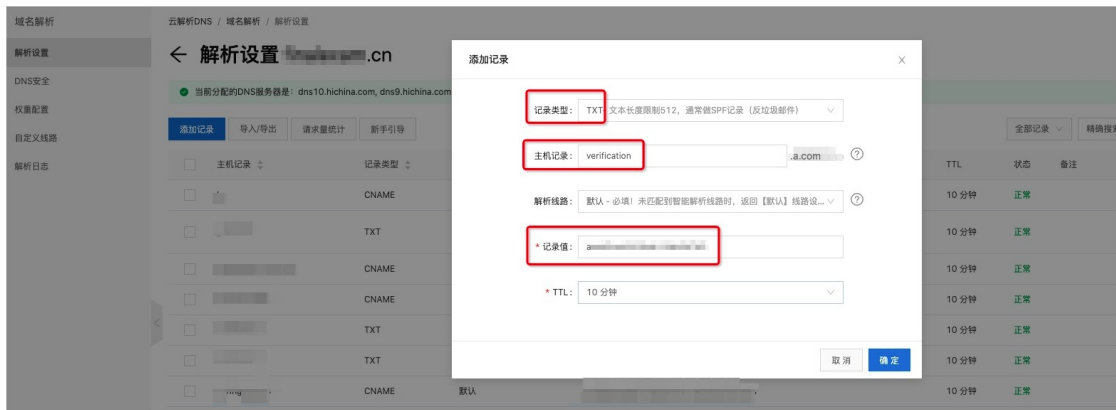 域名解析
云解析DNS / 域名解析 / 解析设置
解析设置
← 解析设置 .cn
DNS安全
当前分配的DNS服务器是: dns10.hichina.com, dns9.hichina.com
权重配置
添加记录 导入/导出 请求量统计 新手引导 全部记录 精确搜
自定义线路
解析日志
主机记录 记录类型 TTL 状态 备注
CNAME 10 分钟 正常
TXT 10 分钟 正常
CNAME 10 分钟 正常
CNAME 10 分钟 正常
TXT 10 分钟 正常
TXT 10 分钟 正常
CNAME 默认 10 分钟 正常
添加记录
记录类型: TXT- 文本长度限制512，通常做SPF记录（反垃圾邮件）
主机记录: verification .a.com
解析线路: 默认 - 必填！未匹配到智能解析线路时，返回【默认】线路设...
* 记录值: a
* TTL: 10 分钟
取消 确定